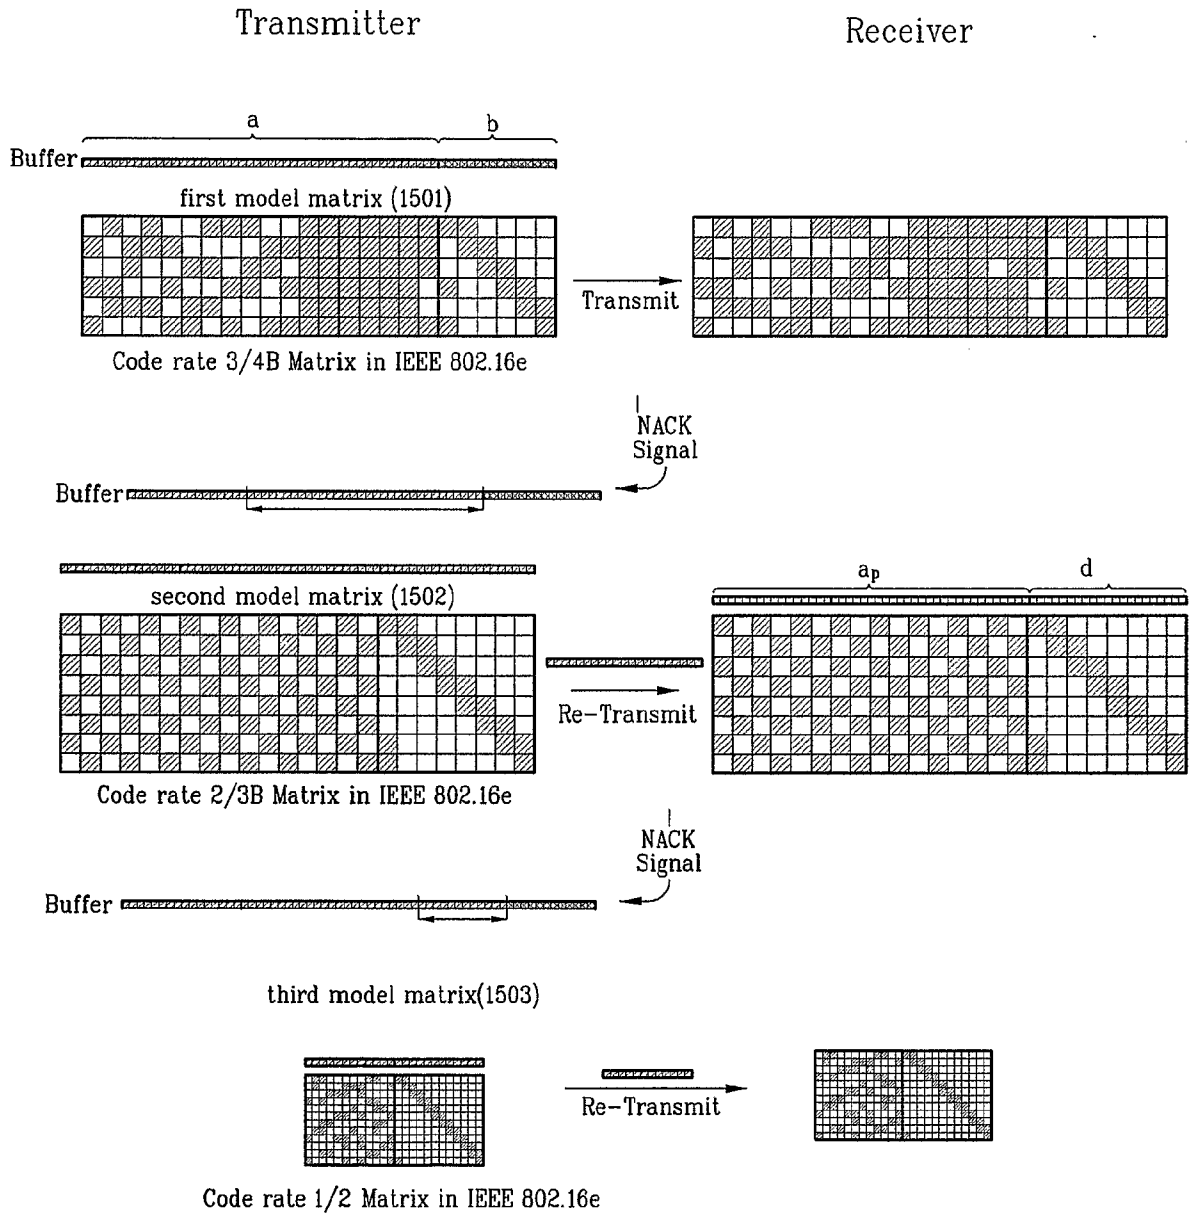 Transmitter
Receiver
a
b
Buffer
first model matrix (1501)
Transmit
Code rate 3/4B Matrix in IEEE 802.16e
NACK
Signal
Buffer
second model matrix (1502)
ap
d
Re-Transmit
Code rate 2/3B Matrix in IEEE 802.16e
NACK
Signal
Buffer
third model matrix(1503)
Re-Transmit
Code rate 1/2 Matrix in IEEE 802.16e